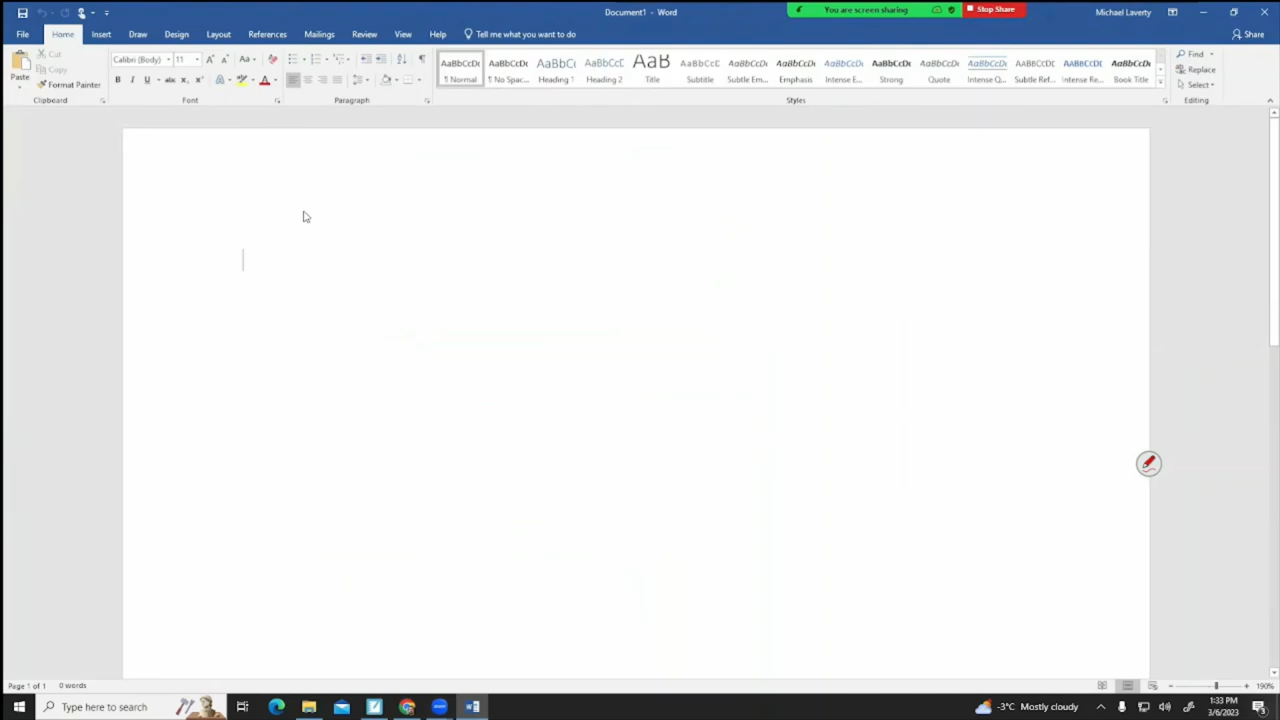 Document1 - Word
You are screen sharing
Stop Share
Michael Laverty
File Home Insert Draw Design Layout References Mailings Review View Help Tell me what you want to do
Share
Paste
Cut
Copy
Format Painter
Calibri (Body) 11
AaBbCcDc AaBbCcDc AaBbC( AaBbCcC AaB AaBbCcC AaBbCcDc AaBbCcDc AaBbCcDc AaBbCcDc AaBbCcDc AaBbCcDc AABBCCDC AABBCCDC AaBbCcDc
¶ Normal ¶ No Spac... Heading 1 Heading 2 Title Subtitle Subtle Em... Emphasis Intense E... Strong Quote Intense Q... Subtle Ref... Intense Re... Book Title
Find
Replace
Select
Clipboard Font Paragraph Styles Editing
Page 1 of 1 0 words
190%
Type here to search
-3°C Mostly cloudy
1:33 PM
3/6/2023